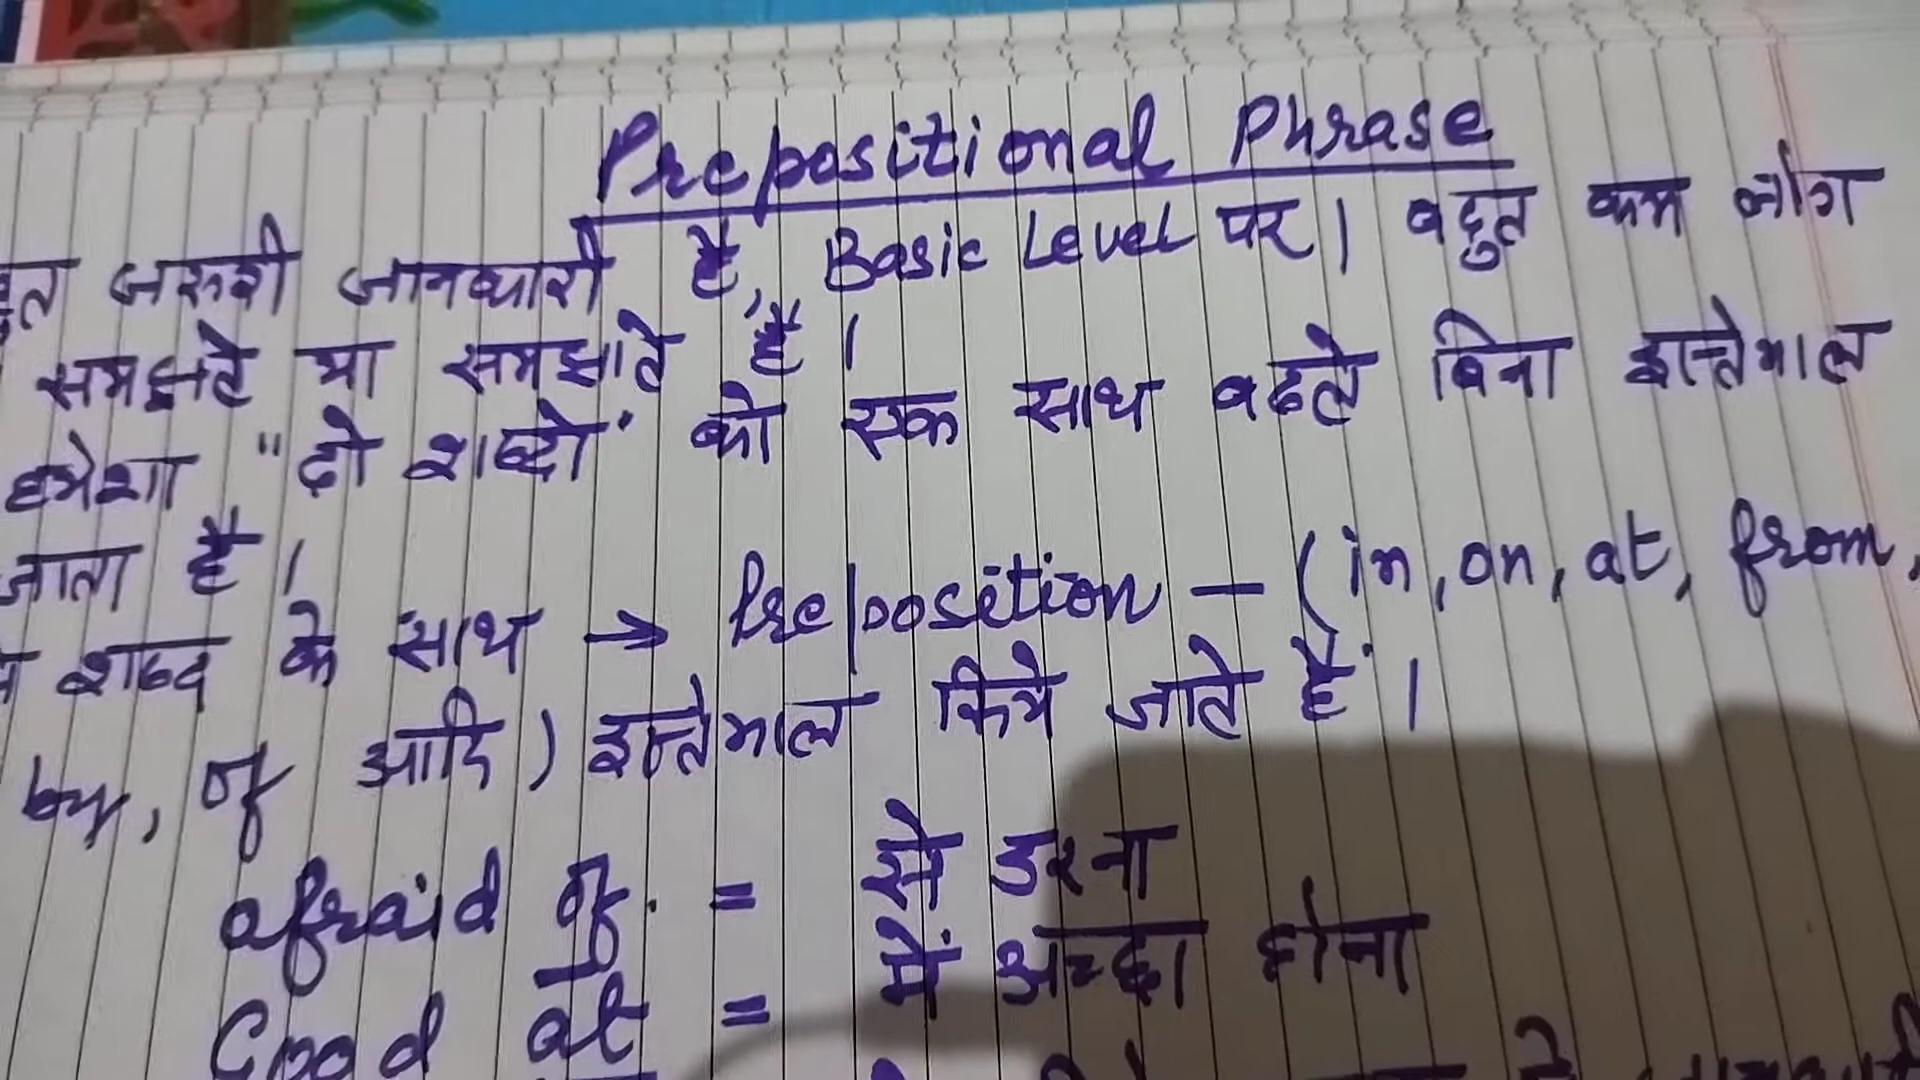 Prepositional Phrase
जरूरी जानकारी है, Basic Level पर । बहुत कम लोग
समझते या समझाते हैं ।
हमेशा "दो शब्दो" को एक साथ बदले बिना इस्तेमाल
जाता है ।
शब्द के साथ → Preposition — (in, on, at, from,
by, of आदि) इस्तेमाल किये जाते हैं ।
afraid of. = से डरना
Good at = में अच्छा होना